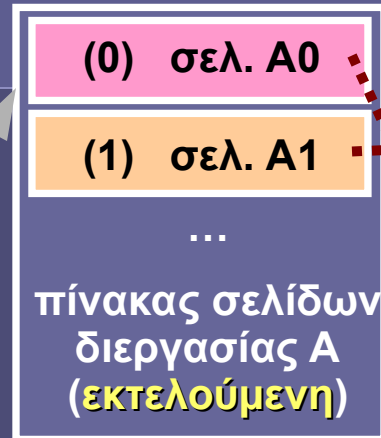 (0) σελ. A0
(1) σελ. A1
...
πίνακας σελίδων
διεργασίας A
(εκτελούμενη)